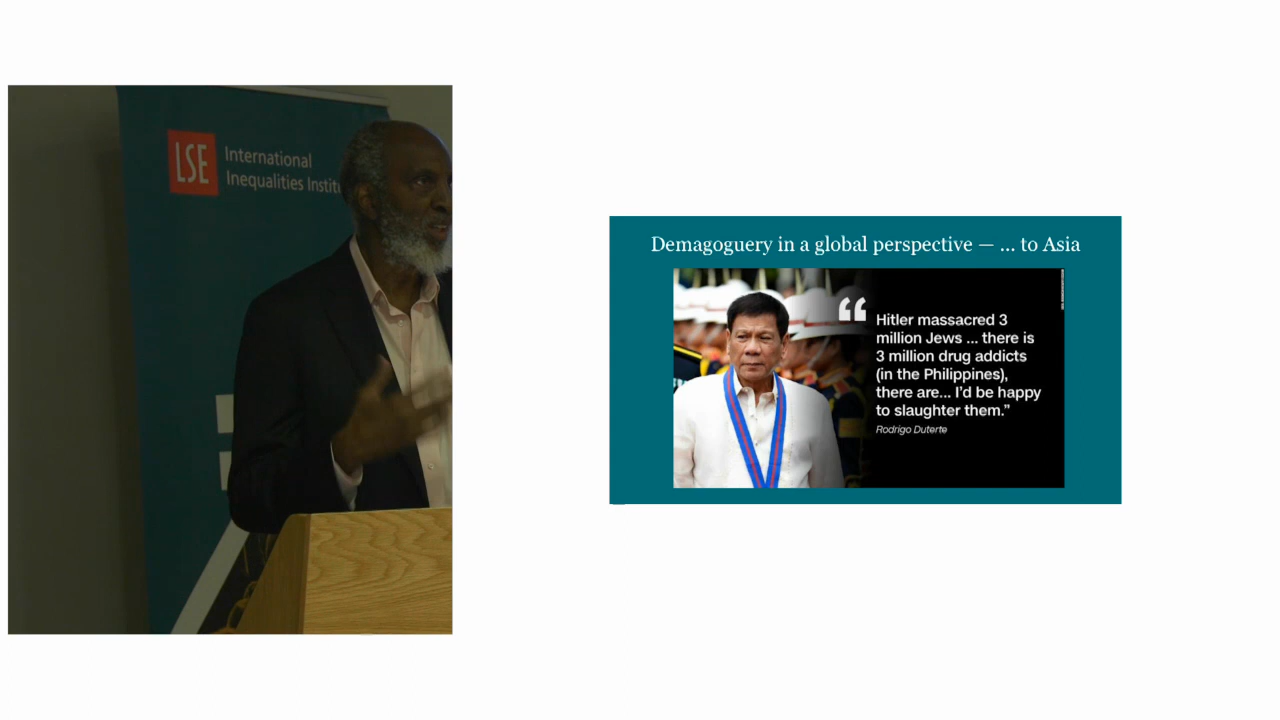 LSE
International
Inequalities Instit
Demagoguery in a global perspective — ... to Asia
“
Hitler massacred 3
million Jews ... there is
3 million drug addicts
(in the Philippines),
there are... I’d be happy
to slaughter them.”
Rodrigo Duterte